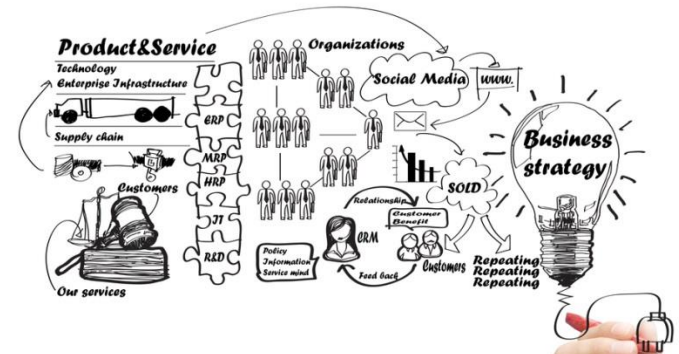 Product&Service
Technology
Enterprise Infrastructure
Supply chain
Customers
Our services
ERP
MRP
HRP
IT
R&D
Organizations
Social Media
www.
SOLD
Relationship
Customer
Benefit
CRM
Policy
Information
Service mind
Feed back
Customers
Repeating
Repeating
Repeating
Business
strategy